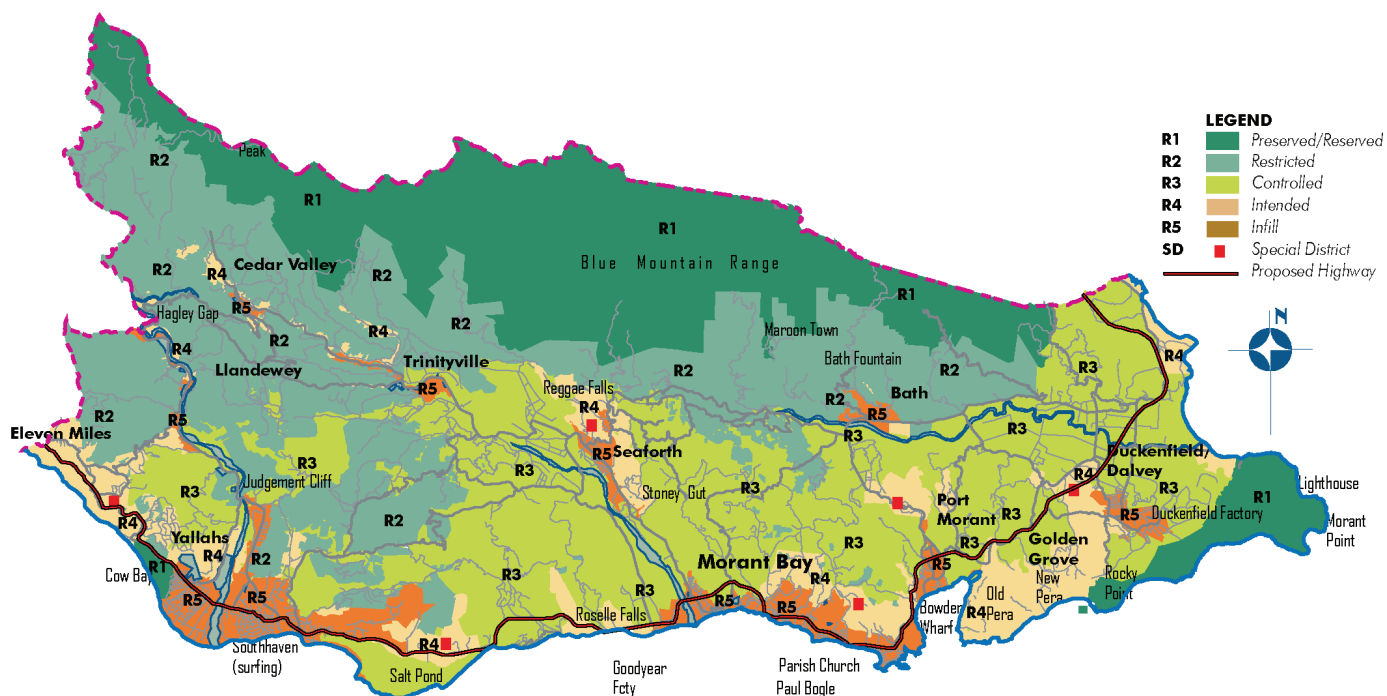 LEGEND
R1 Preserved/Reserved
R2 Restricted
R3 Controlled
R4 Intended
R5 Infill
SD Special District
Proposed Highway
N
R2
Peak
R1
R1
Blue Mountain Range
R2
R4
Cedar Valley
R2
R1
Hagley Gap
R5
R4
R2
Maroon Town
R4
R2
Llandewey
Trinityville
Bath Fountain
R4
R3
R5
Reggae Falls
R2
R2
Bath
R2
R2
R5
R4
R5
Eleven Miles
R3
R5
Seaforth
R3
R3
Duckenfield/
Dalvey
R3
Judgement Cliff
R3
Stoney Gut
R3
R4
R3
Lighthouse
R4
R2
Port
Morant
R3
R5
Duckenfield Factory
R1
Morant
Point
Yallahs
R4
R2
Morant Bay
R3
R3
Golden
Grove
Cow Bay
R1
R3
R3
R4
R5
New
Pera
Rocky
Point
R5
R5
R5
R5
Old
Pera
R4
Bowder
Wharf
Roselle Falls
Southhaven
(surfing)
R4
Salt Pond
Goodyear
Fcty
Parish Church
Paul Bogle